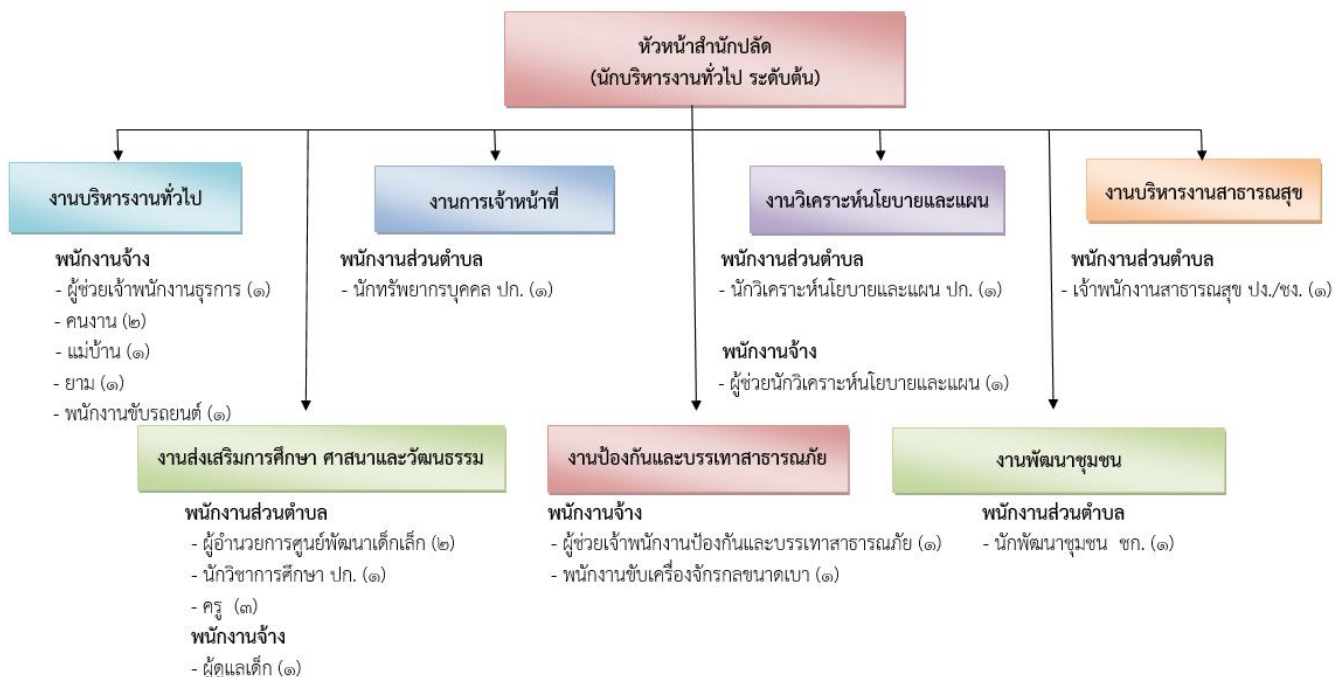 หัวหน้าสำนักปลัด
(นักบริหารงานทั่วไป ระดับต้น)
งานบริหารงานทั่วไป
พนักงานจ้าง
- ผู้ช่วยเจ้าพนักงานธุรการ (๑)
- คนงาน (๒)
- แม่บ้าน (๑)
- ยาม (๑)
- พนักงานขับรถยนต์ (๑)
งานการเจ้าหน้าที่
พนักงานส่วนตำบล
- นักทรัพยากรบุคคล ปก. (๑)
งานวิเคราะห์นโยบายและแผน
พนักงานส่วนตำบล
- นักวิเคราะห์นโยบายและแผน ปก. (๑)
พนักงานจ้าง
- ผู้ช่วยนักวิเคราะห์นโยบายและแผน (๑)
งานบริหารงานสาธารณสุข
พนักงานส่วนตำบล
- เจ้าพนักงานสาธารณสุข ปง./ชง. (๑)
งานส่งเสริมการศึกษา ศาสนาและวัฒนธรรม
พนักงานส่วนตำบล
- ผู้อำนวยการศูนย์พัฒนาเด็กเล็ก (๒)
- นักวิชาการศึกษา ปก. (๑)
- ครู (๓)
พนักงานจ้าง
- ผู้ดูแลเด็ก (๑)
งานป้องกันและบรรเทาสาธารณภัย
พนักงานจ้าง
- ผู้ช่วยเจ้าพนักงานป้องกันและบรรเทาสาธารณภัย (๑)
- พนักงานขับเครื่องจักรกลขนาดเบา (๑)
งานพัฒนาชุมชน
พนักงานส่วนตำบล
- นักพัฒนาชุมชน ชก. (๑)